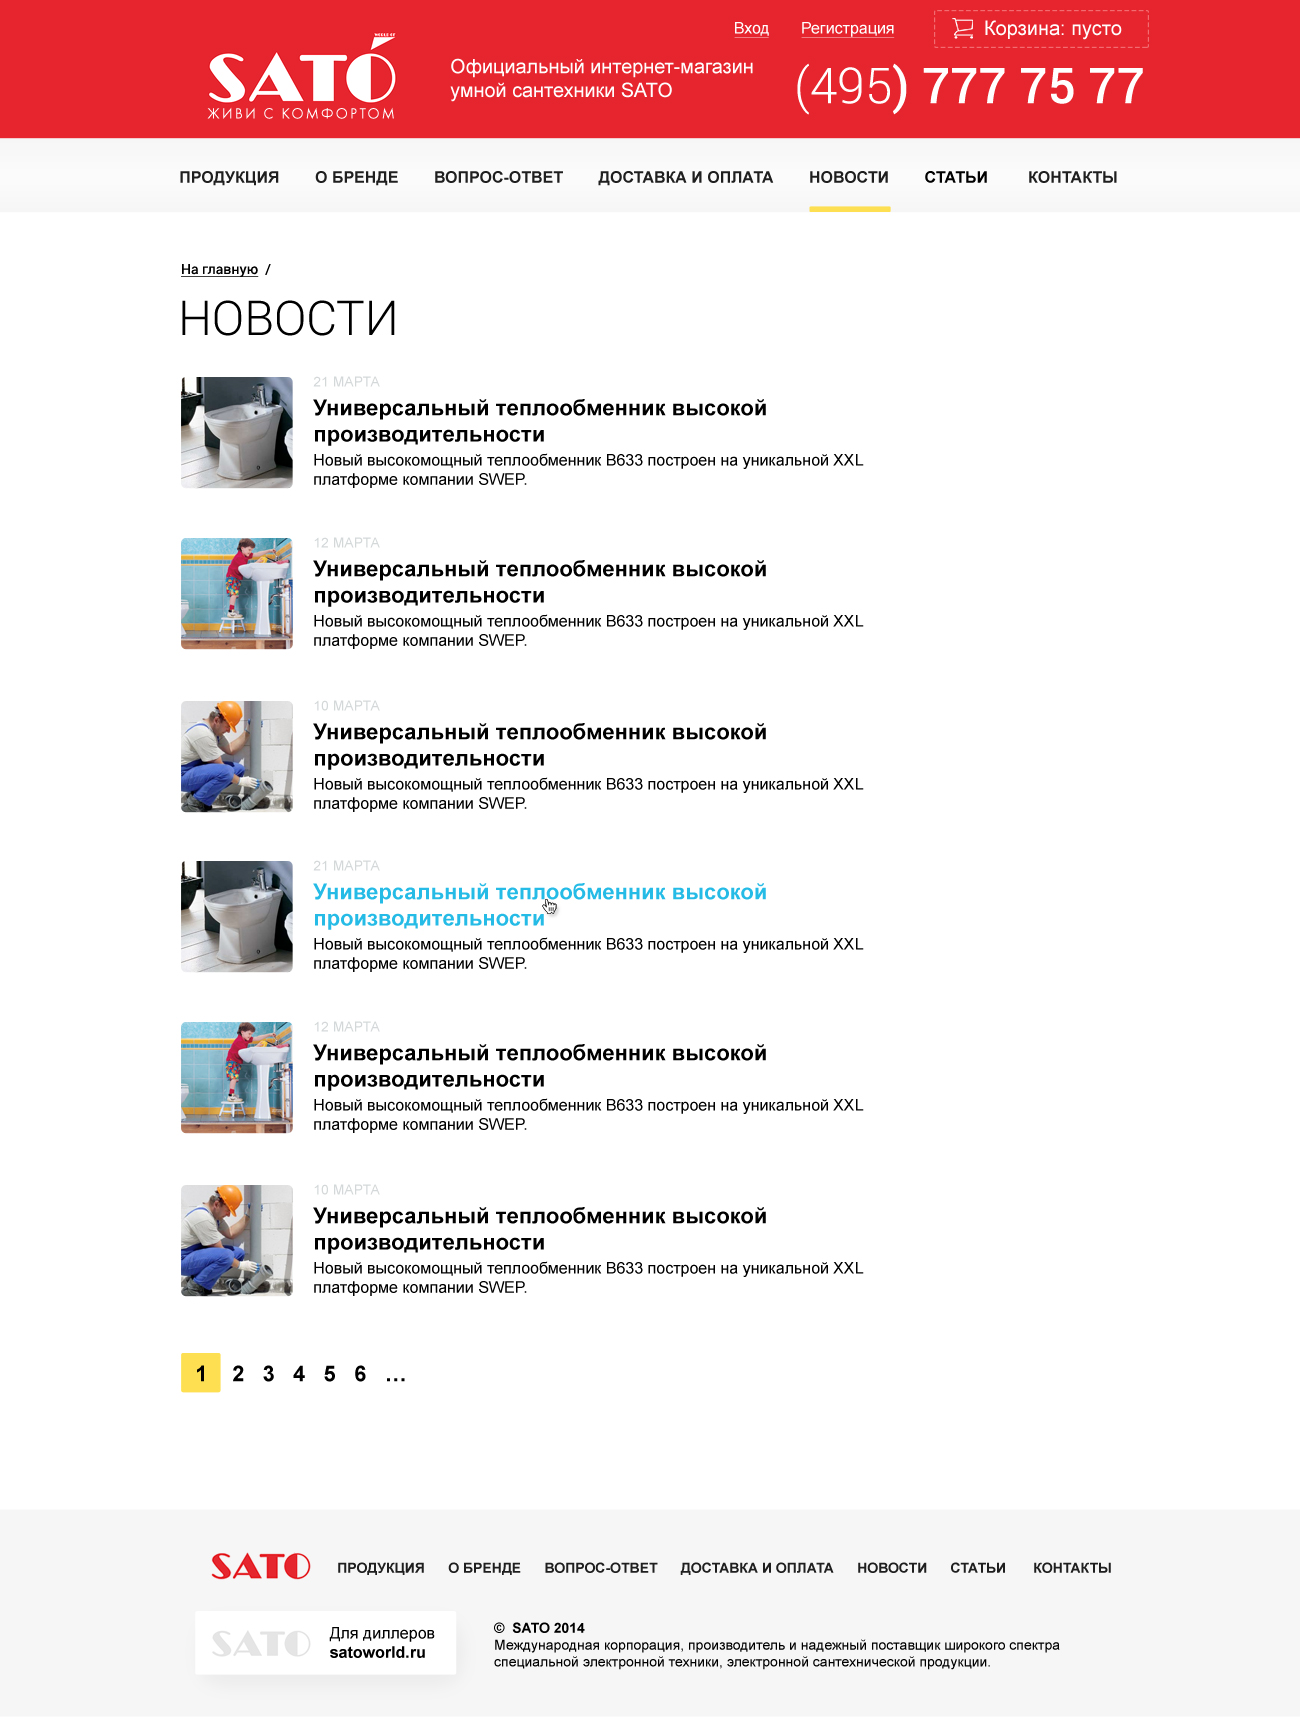 Вход
Регистрация
Корзина: пусто
WORLD OF
SATO
ЖИВИ С КОМФОРТОМ
Официальный интернет-магазин
умной сантехники SATO
(495) 777 75 77
ПРОДУКЦИЯ О БРЕНДЕ ВОПРОС-ОТВЕТ ДОСТАВКА И ОПЛАТА НОВОСТИ СТАТЬИ КОНТАКТЫ
На главную /
НОВОСТИ
21 МАРТА
Универсальный теплообменник высокой
производительности
Новый высокомощный теплообменник B633 построен на уникальной XXL
платформе компании SWEP.
12 МАРТА
Универсальный теплообменник высокой
производительности
Новый высокомощный теплообменник B633 построен на уникальной XXL
платформе компании SWEP.
10 МАРТА
Универсальный теплообменник высокой
производительности
Новый высокомощный теплообменник B633 построен на уникальной XXL
платформе компании SWEP.
21 МАРТА
Универсальный теплообменник высокой
производительности
Новый высокомощный теплообменник B633 построен на уникальной XXL
платформе компании SWEP.
12 МАРТА
Универсальный теплообменник высокой
производительности
Новый высокомощный теплообменник B633 построен на уникальной XXL
платформе компании SWEP.
10 МАРТА
Универсальный теплообменник высокой
производительности
Новый высокомощный теплообменник B633 построен на уникальной XXL
платформе компании SWEP.
1 2 3 4 5 6 ...
SATO
ПРОДУКЦИЯ О БРЕНДЕ ВОПРОС-ОТВЕТ ДОСТАВКА И ОПЛАТА НОВОСТИ СТАТЬИ КОНТАКТЫ
SATO
Для диллеров
satoworld.ru
© SATO 2014
Международная корпорация, производитель и надежный поставщик широкого спектра
специальной электронной техники, электронной сантехнической продукции.